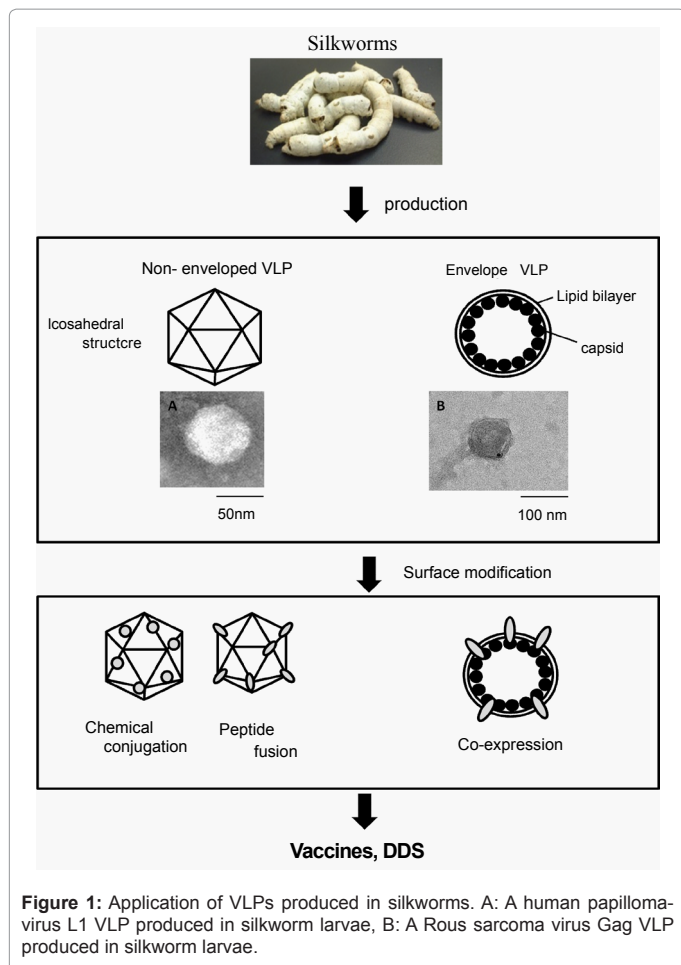 Silkworms
production
Non- enveloped VLP
Envelope VLP
Icosahedral
structcre
Lipid bilayer
capsid
A
B
50nm
100 nm
Surface modification
Chemical
conjugation
Peptide
fusion
Co-expression
Vaccines, DDS
Figure 1: Application of VLPs produced in silkworms. A: A human papilloma-
virus L1 VLP produced in silkworm larvae, B: A Rous sarcoma virus Gag VLP
produced in silkworm larvae.